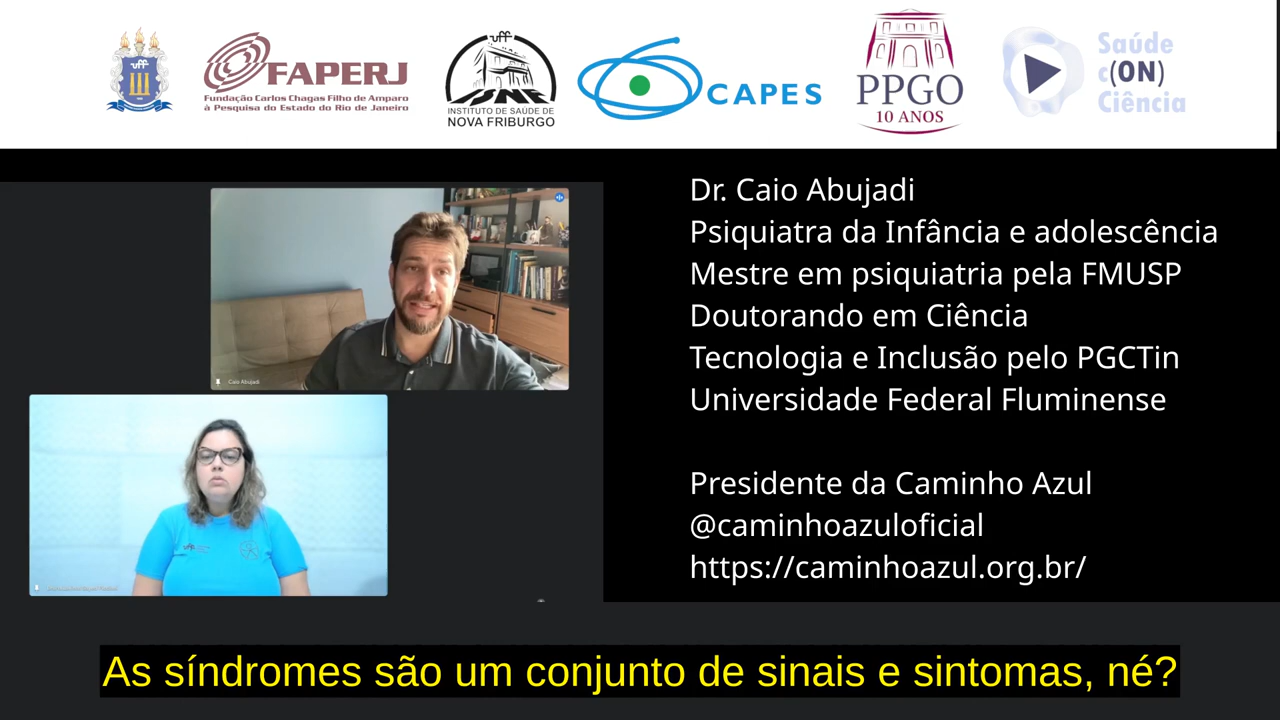 uff
FAPERJ
Fundação Carlos Chagas Filho de Amparo
à Pesquisa do Estado do Rio de Janeiro
uff
INSTITUTO DE SAÚDE DE
NOVA FRIBURGO
CAPES
PPGO
10 ANOS
Saúde
c(ON)
Ciência
Dr. Caio Abujadi
Psiquiatra da Infância e adolescência
Mestre em psiquiatria pela FMUSP
Doutorando em Ciência
Tecnologia e Inclusão pelo PGCTin
Universidade Federal Fluminense
Presidente da Caminho Azul
@caminhoazuloficial
https://caminhoazul.org.br/
Caio Abujadi
uff
As síndromes são um conjunto de sinais e sintomas, né?